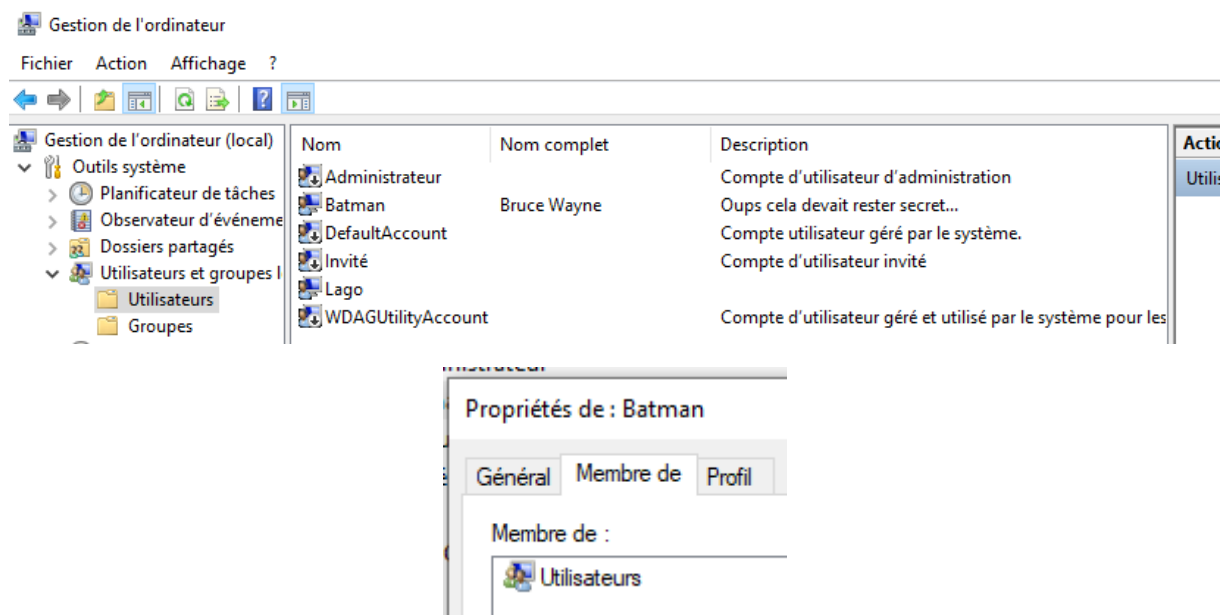 Gestion de l'ordinateur
Fichier Action Affichage ?
Gestion de l'ordinateur (local)
Outils système
Planificateur de tâches
Observateur d'événeme
Dossiers partagés
Utilisateurs et groupes l
Utilisateurs
Groupes
Nom Nom complet Description
Administrateur Compte d'utilisateur d'administration
Batman Bruce Wayne Oups cela devait rester secret...
DefaultAccount Compte utilisateur géré par le système.
Invité Compte d'utilisateur invité
Lago
WDAGUtilityAccount Compte d'utilisateur géré et utilisé par le système pour les
Actio
Utilis
Propriétés de : Batman
Général Membre de Profil
Membre de :
Utilisateurs